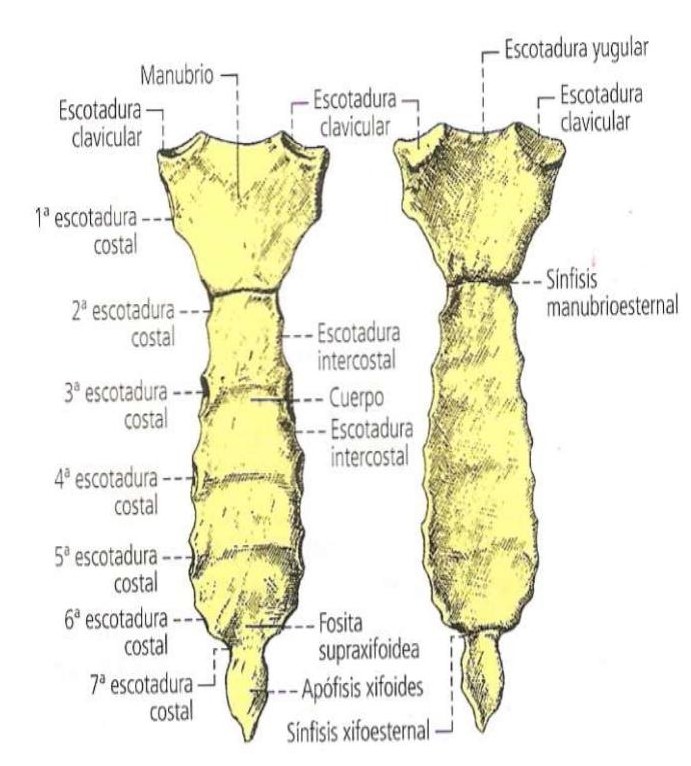 Escotadura yugular
Manubrio
Escotadura
clavicular
Escotadura
clavicular
Escotadura
clavicular
1ª escotadura
costal
Sínfisis
manubrioesternal
2ª escotadura
costal
Escotadura
intercostal
3ª escotadura
costal
Cuerpo
Escotadura
intercostal
4ª escotadura
costal
5ª escotadura
costal
6ª escotadura
costal
Fosita
supraxifoidea
7ª escotadura
costal
Apófisis xifoides
Sínfisis xifoesternal